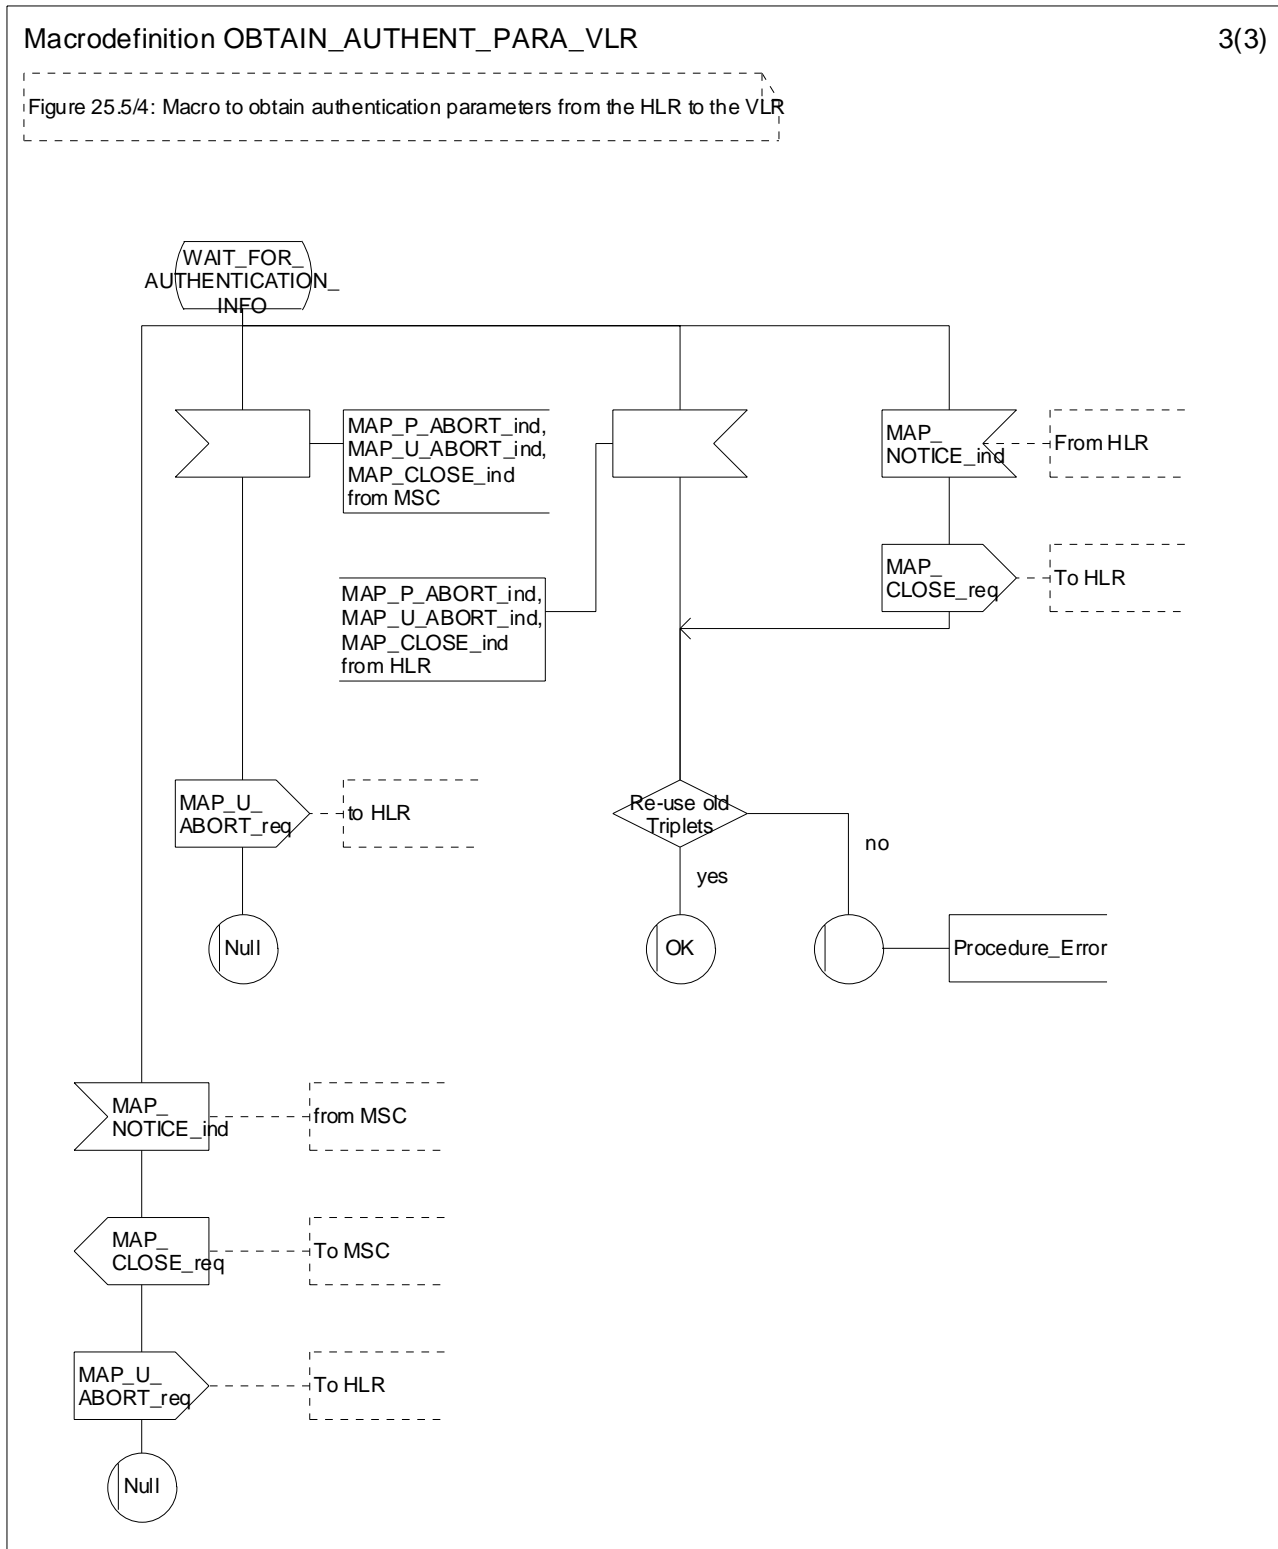 Macrodefinition OBTAIN_AUTHENT_PARA_VLR
3(3)
Figure 25.5/4: Macro to obtain authentication parameters from the HLR to the VLR
WAIT_FOR_
AUTHENTICATION_
INFO
MAP_P_ABORT_ind,
MAP_U_ABORT_ind,
MAP_CLOSE_ind
from MSC
MAP_
NOTICE_ind
From HLR
MAP_P_ABORT_ind,
MAP_U_ABORT_ind,
MAP_CLOSE_ind
from HLR
MAP_
CLOSE_req
To HLR
MAP_U_
ABORT_req
to HLR
Re-use old
Triplets
no
yes
Null
OK
Procedure_Error
MAP_
NOTICE_ind
from MSC
MAP_
CLOSE_req
To MSC
MAP_U_
ABORT_req
To HLR
Null